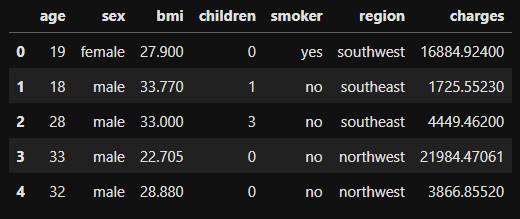 age sex bmi children smoker region charges
0 19 female 27.900 0 yes southwest 16884.92400
1 18 male 33.770 1 no southeast 1725.55230
2 28 male 33.000 3 no southeast 4449.46200
3 33 male 22.705 0 no northwest 21984.47061
4 32 male 28.880 0 no northwest 3866.85520